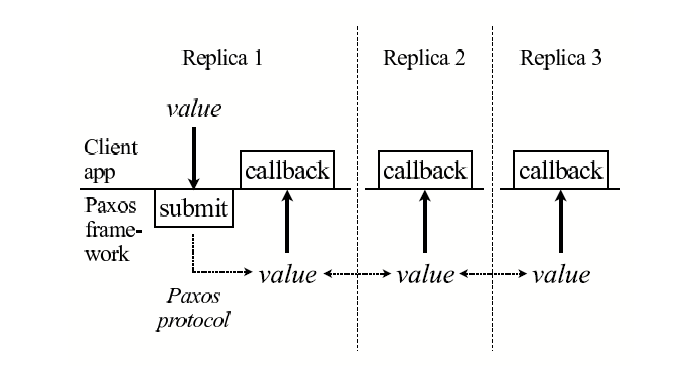 Replica 1
Replica 2
Replica 3
value
Client
app
callback
callback
callback
Paxos
frame-
work
submit
value
value
value
Paxos
protocol